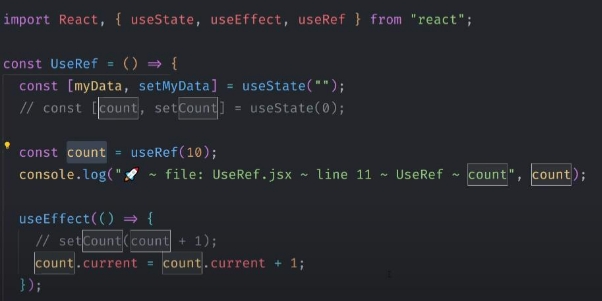 import React, { useState, useEffect, useRef } from "react";
const UseRef = () => {
const [myData, setMyData] = useState("");
// const [count, setCount] = useState(0);
const count = useRef(10);
console.log("🚀 ~ file: UseRef.jsx ~ line 11 ~ UseRef ~ count", count);
useEffect(() => {
// setCount(count + 1);
count.current = count.current + 1;
});